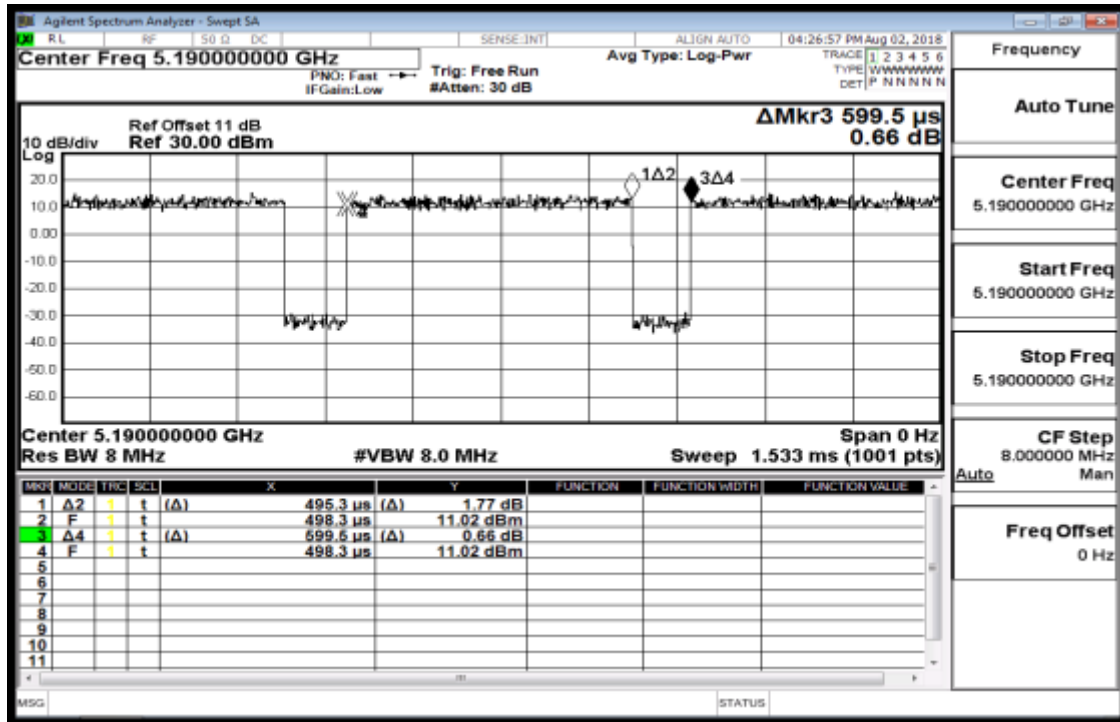 Agilent Spectrum Analyzer - Swept SA
RL RF 50 Ω DC SENSE:INT ALIGN AUTO 04:26:57 PM Aug 02, 2018
Center Freq 5.190000000 GHz
PNO: Fast
IFGain:Low
Trig: Free Run
#Atten: 30 dB
Avg Type: Log-Pwr
TRACE 1 2 3 4 5 6
TYPE WWWWWWW
DET P N N N N N
Frequency
ΔMkr3 599.5 µs
0.66 dB
Ref Offset 11 dB
10 dB/div Ref 30.00 dBm
Log
20.0
10.0
0.00
-10.0
-20.0
-30.0
-40.0
-50.0
-60.0
1Δ2
3Δ4
Center 5.190000000 GHz Span 0 Hz
Res BW 8 MHz #VBW 8.0 MHz Sweep 1.533 ms (1001 pts)
MKR MODE TRC SCL X Y FUNCTION FUNCTION WIDTH FUNCTION VALUE
1 Δ2 1 t (Δ) 495.3 µs (Δ) 1.77 dB
2 F 1 t 498.3 µs 11.02 dBm
3 Δ4 1 t (Δ) 599.5 µs (Δ) 0.66 dB
4 F 1 t 498.3 µs 11.02 dBm
5
6
7
8
9
10
11
MSG STATUS
Auto Tune
Center Freq
5.190000000 GHz
Start Freq
5.190000000 GHz
Stop Freq
5.190000000 GHz
CF Step
8.000000 MHz
Auto Man
Freq Offset
0 Hz